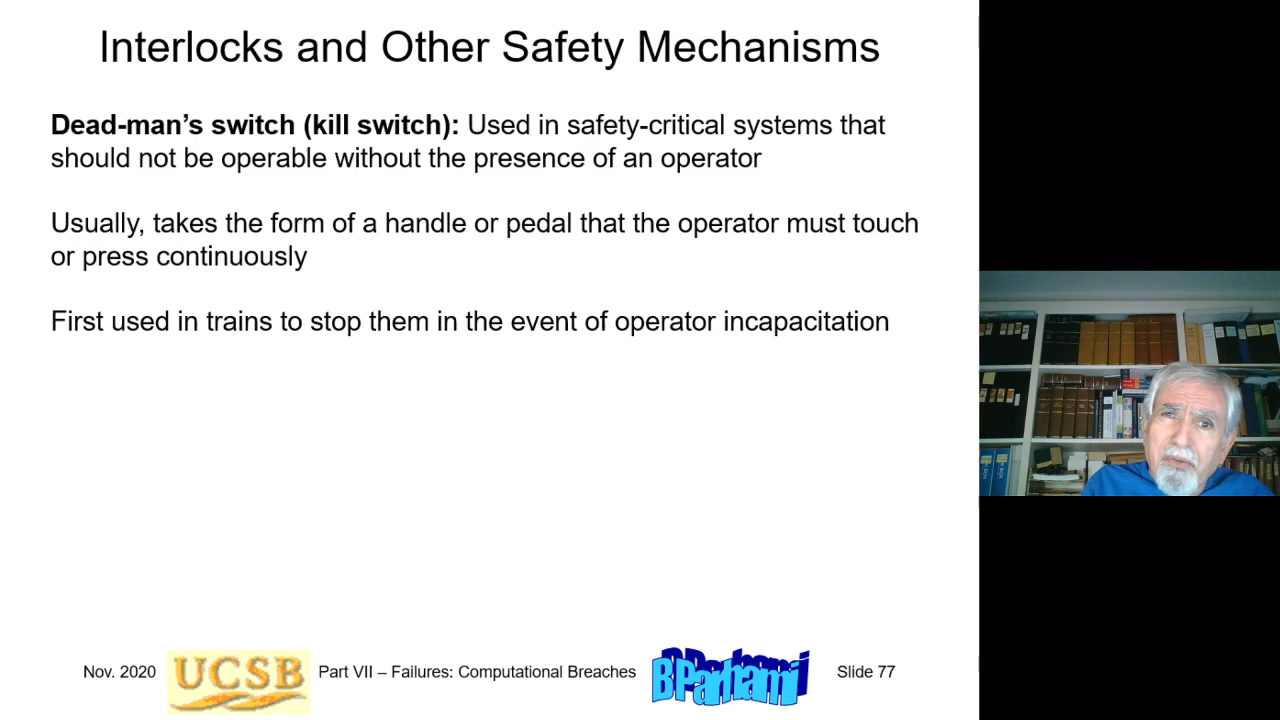 Interlocks and Other Safety Mechanisms
Dead-man’s switch (kill switch): Used in safety-critical systems that
should not be operable without the presence of an operator
Usually, takes the form of a handle or pedal that the operator must touch
or press continuously
First used in trains to stop them in the event of operator incapacitation
Nov. 2020
UCSB
Part VII – Failures: Computational Breaches
B Parhami
Slide 77